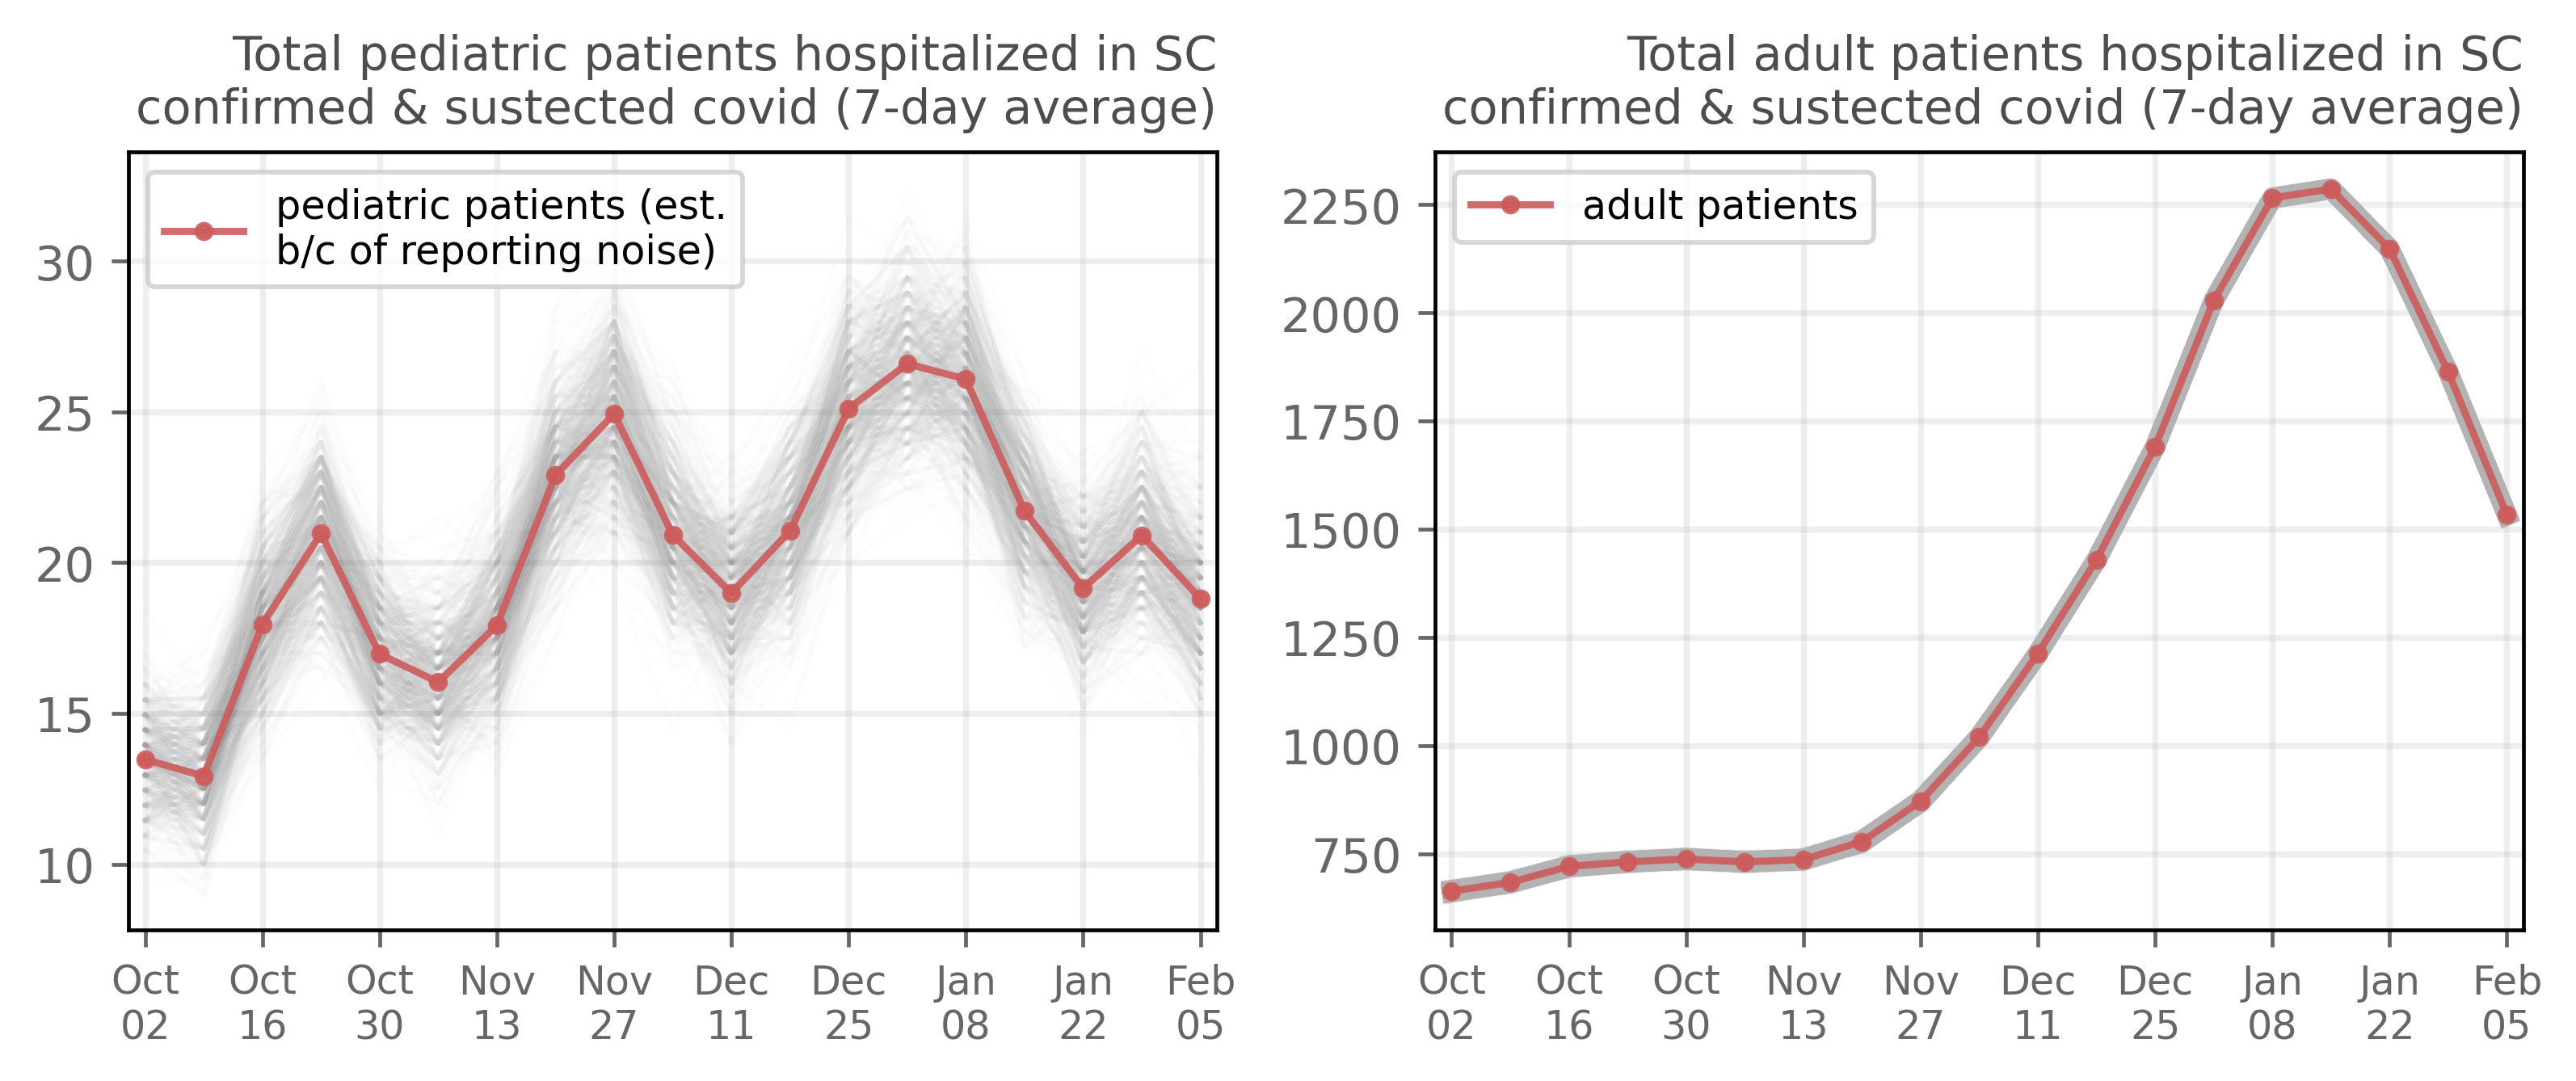 Total pediatric patients hospitalized in SC
confirmed & sustected covid (7-day average)
pediatric patients (est.
b/c of reporting noise)
30
25
20
15
10
Oct Oct Oct Nov Nov Dec Dec Jan Jan Feb
02 16 30 13 27 11 25 08 22 05
Total adult patients hospitalized in SC
confirmed & sustected covid (7-day average)
adult patients
2250
2000
1750
1500
1250
1000
750
Oct Oct Oct Nov Nov Dec Dec Jan Jan Feb
02 16 30 13 27 11 25 08 22 05